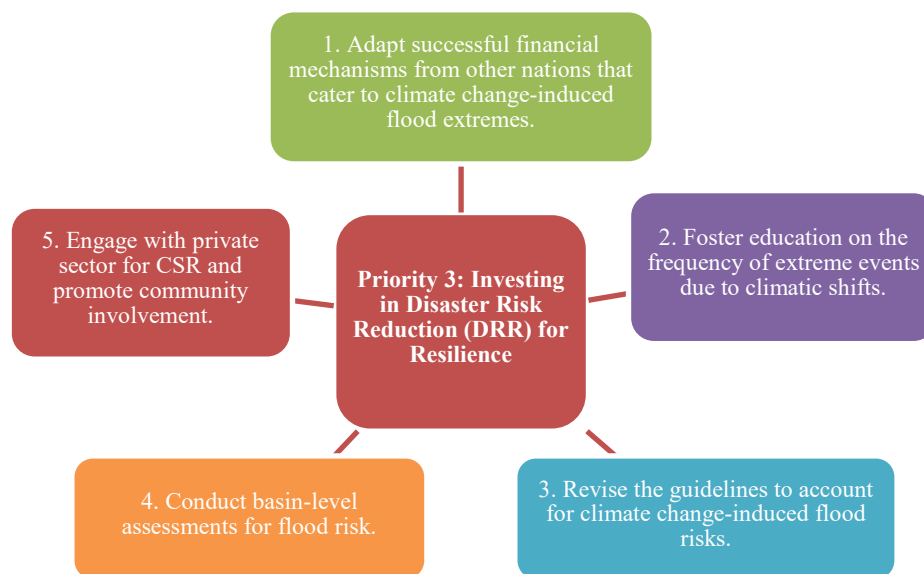 1. Adapt successful financial
mechanisms from other nations that
cater to climate change-induced
flood extremes.
2. Foster education on the
frequency of extreme events
due to climatic shifts.
3. Revise the guidelines to account
for climate change-induced flood
risks.
4. Conduct basin-level
assessments for flood risk.
5. Engage with private
sector for CSR and
promote community
involvement.
Priority 3: Investing
in Disaster Risk
Reduction (DRR) for
Resilience